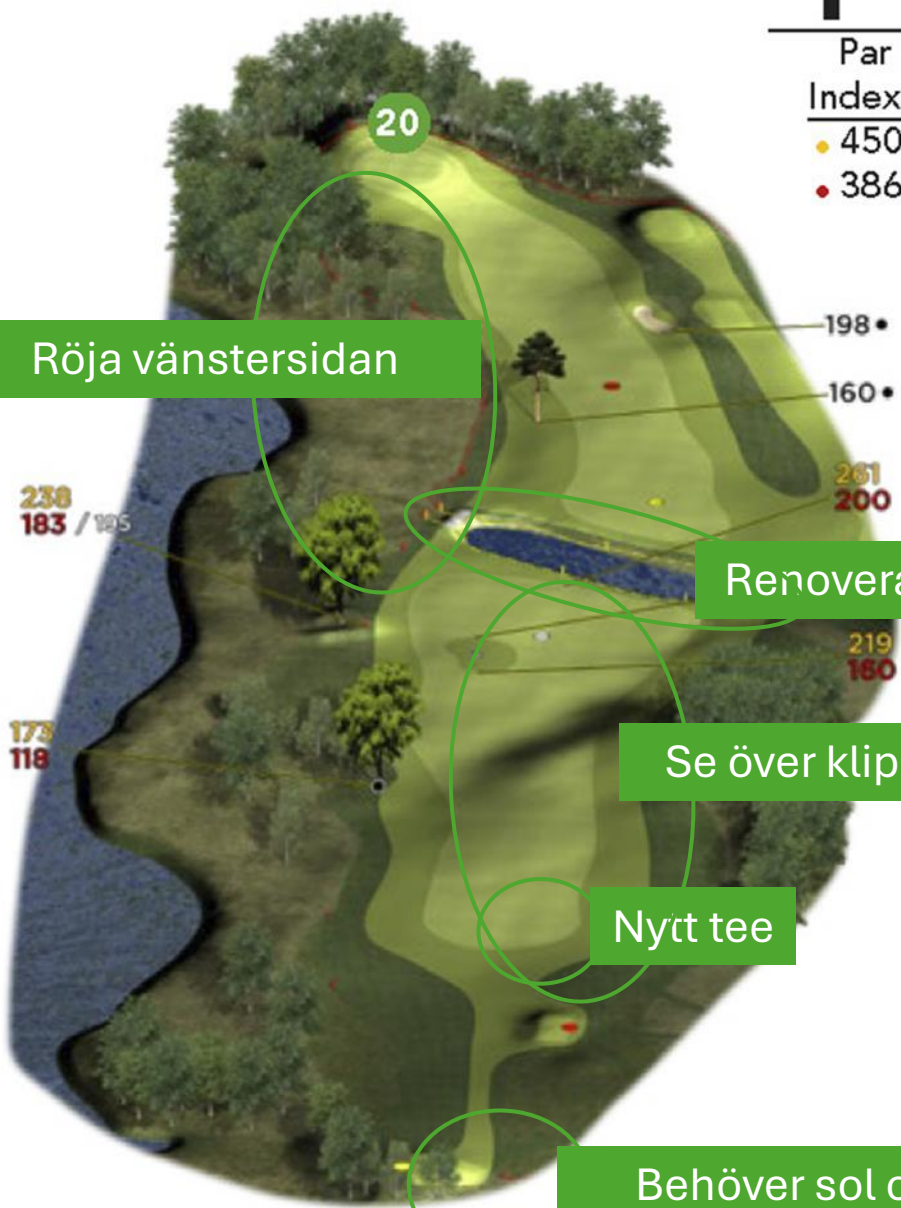 Par
Index
20
450
386
198
Röja vänstersidan
160
238
183 / 195
261
200
Renovera
219
160
173
118
Se över klip
Nytt tee
Behöver sol o